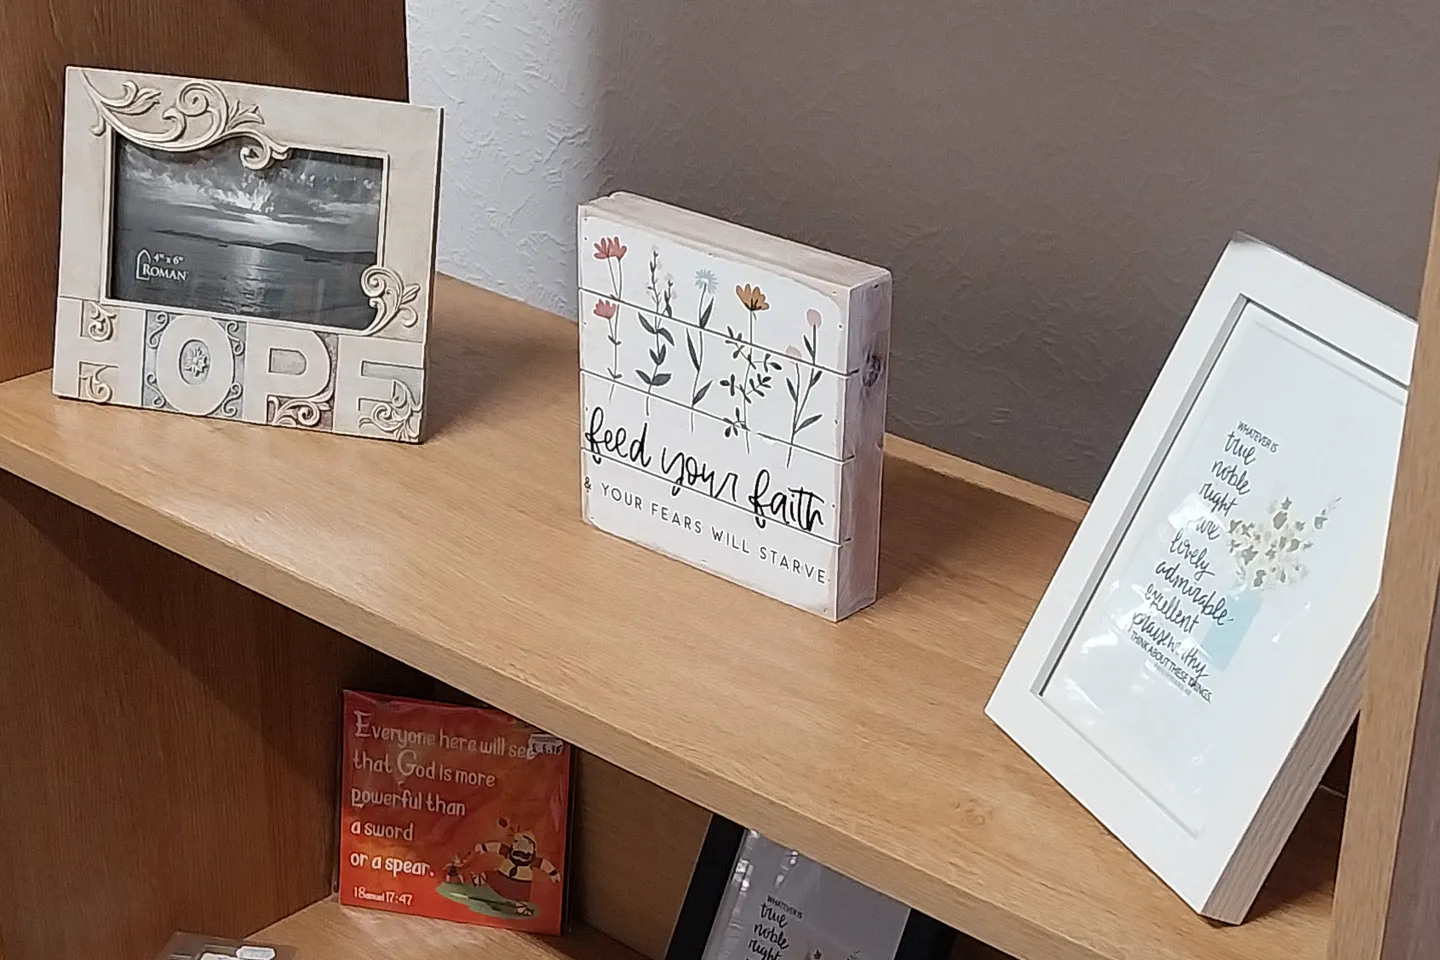 4" x 6"
ROMAN
HOPE
feed your faith
& YOUR FEARS WILL STARVE
WHATEVER IS
true
noble
right
pure
lovely
admirable-
excellent
praiseworthy
THINK ABOUT THESE THINGS.
Everyone here will see
that God is more
powerful than
a sword
or a spear.
1 Samuel 17:47
WHATEVER IS
true
noble
right